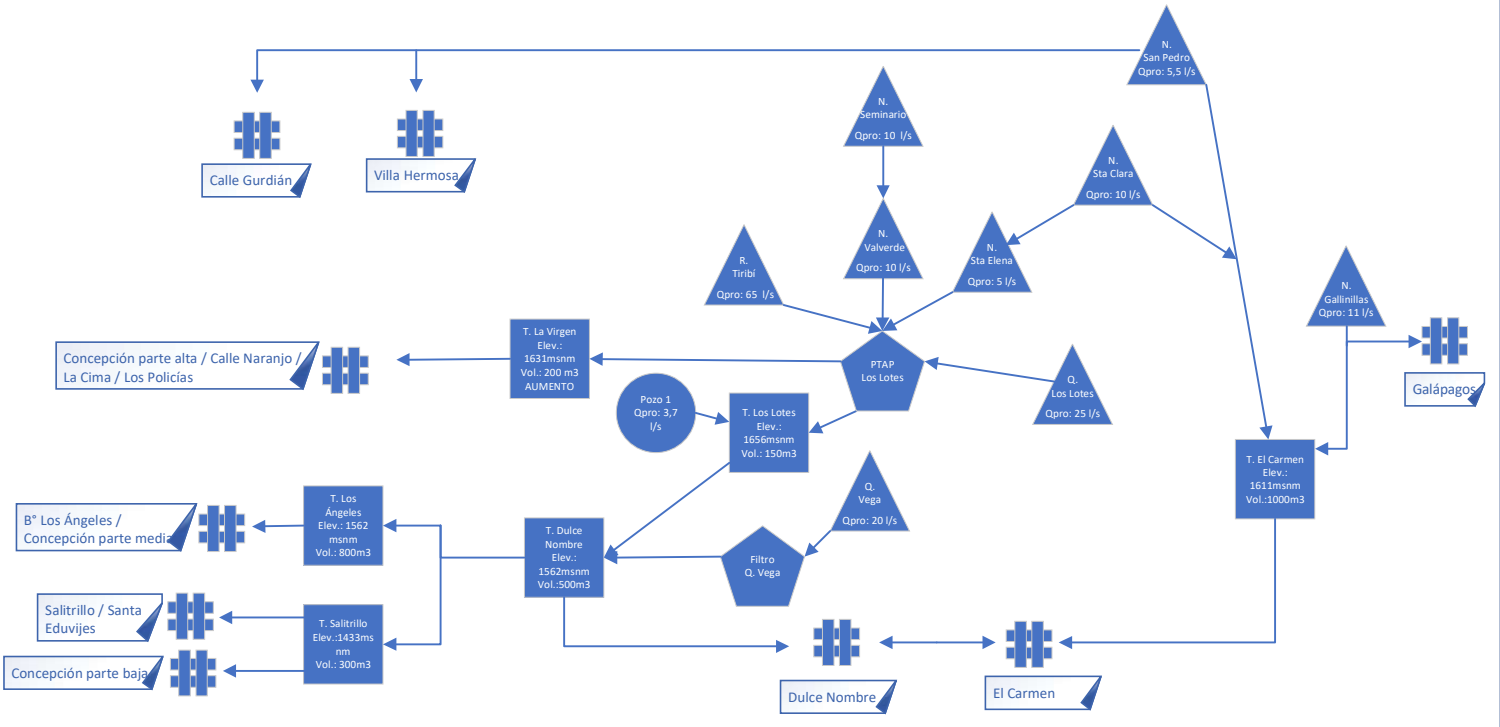 N.
San Pedro
Qpro: 5,5 l/s
N.
Seminario
Qpro: 10 l/s
N.
Sta Clara
Qpro: 10 l/s
Calle Gurdián
Villa Hermosa
N.
Valverde
Qpro: 10 l/s
N.
Sta Elena
Qpro: 5 l/s
R.
Tiribí
Qpro: 65 l/s
N.
Gallinillas
Qpro: 11 l/s
Galápagos
Concepción parte alta / Calle Naranjo /
La Cima / Los Policías
T. La Virgen
Elev.:
1631msnm
Vol.: 200 m3
AUMENTO
PTAP
Los Lotes
Q.
Los Lotes
Qpro: 25 l/s
Pozo 1
Qpro: 3,7
l/s
T. Los Lotes
Elev.:
1656msnm
Vol.: 150m3
T. El Carmen
Elev.:
1611msnm
Vol.:1000m3
Q.
Vega
Qpro: 20 l/s
B° Los Ángeles /
Concepción parte media
T. Los
Ángeles
Elev.: 1562
msnm
Vol.: 800m3
T. Dulce
Nombre
Elev.:
1562msnm
Vol.:500m3
Filtro
Q. Vega
Salitrillo / Santa
Eduvijes
T. Salitrillo
Elev.:1433ms
nm
Vol.: 300m3
Concepción parte baja
Dulce Nombre
El Carmen